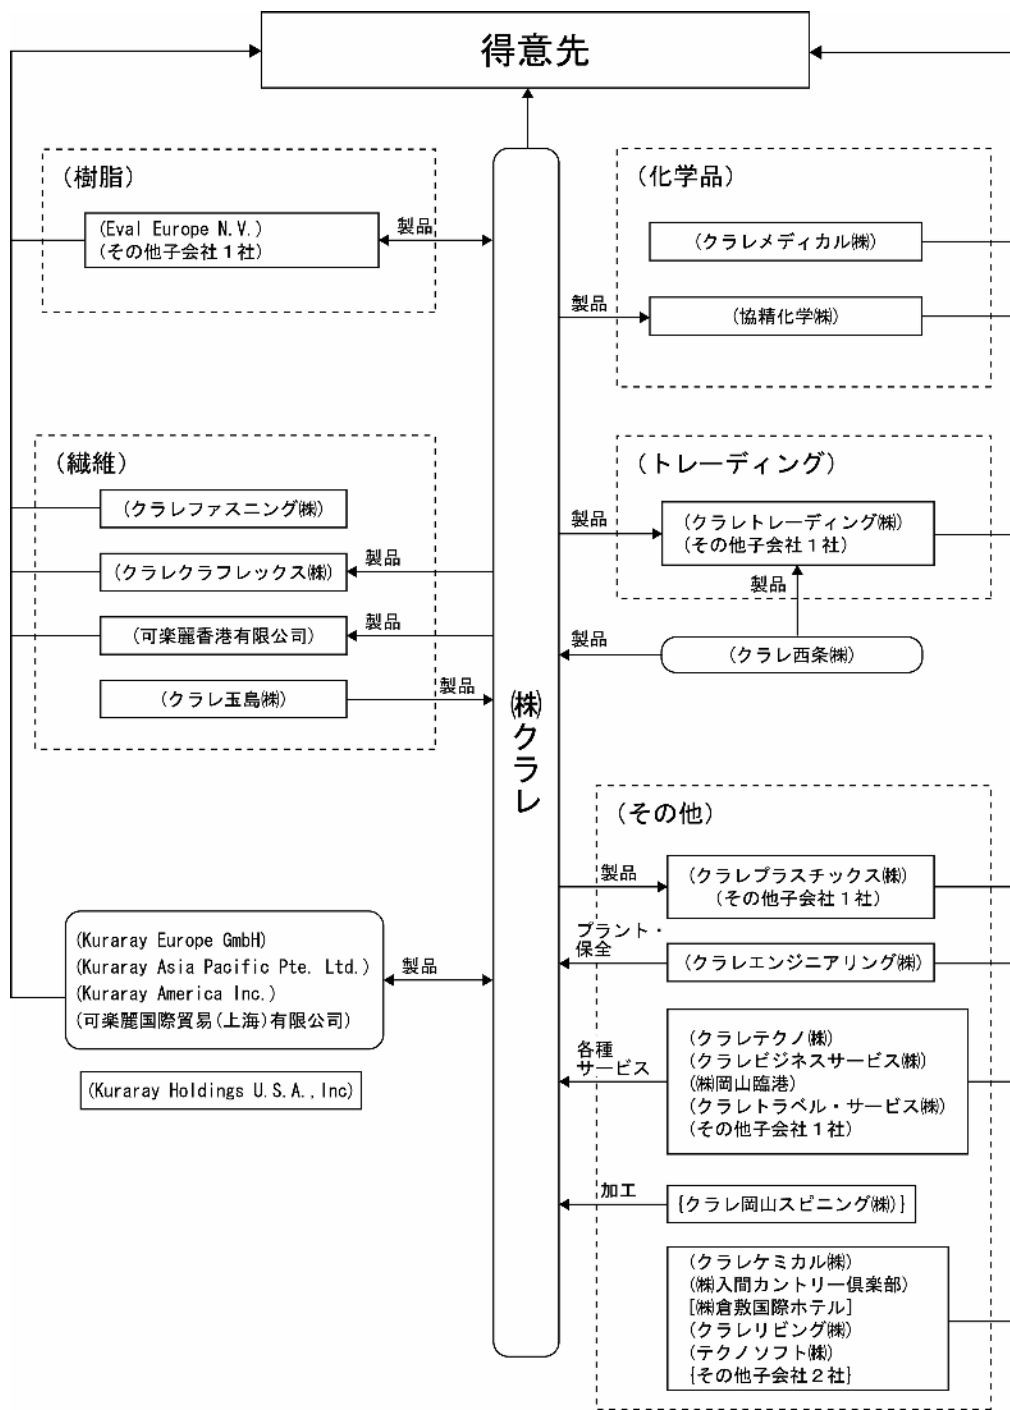 得意先
(樹脂)
(Eval Europe N.V.)
(その他子会社１社)
製品
(化学品)
(クラレメディカル㈱)
製品
(協精化学㈱)
(繊維)
(クラレファスニング㈱)
(クラレクラフレックス㈱)
製品
(可楽麗香港有限公司)
製品
(クラレ玉島㈱)
製品
(トレーディング)
製品
(クラレトレーディング㈱)
(その他子会社１社)
製品
製品
(クラレ西条㈱)
㈱クラレ
(その他)
製品
(クラレプラスチックス㈱)
(その他子会社１社)
プラント・
保全
(クラレエンジニアリング㈱)
(Kuraray Europe GmbH)
(Kuraray Asia Pacific Pte. Ltd.)
(Kuraray America Inc.)
(可楽麗国際貿易(上海)有限公司)
製品
(Kuraray Holdings U.S.A.,Inc)
各種
サービス
(クラレテクノ㈱)
(クラレビジネスサービス㈱)
(㈱岡山臨港)
(クラレトラベル・サービス㈱)
(その他子会社１社)
加工
{クラレ岡山スピニング㈱}
(クラレケミカル㈱)
(㈱入間カントリー倶楽部)
[㈱倉敷国際ホテル]
(クラレリビング㈱)
(テクノソフト㈱)
{その他子会社２社}